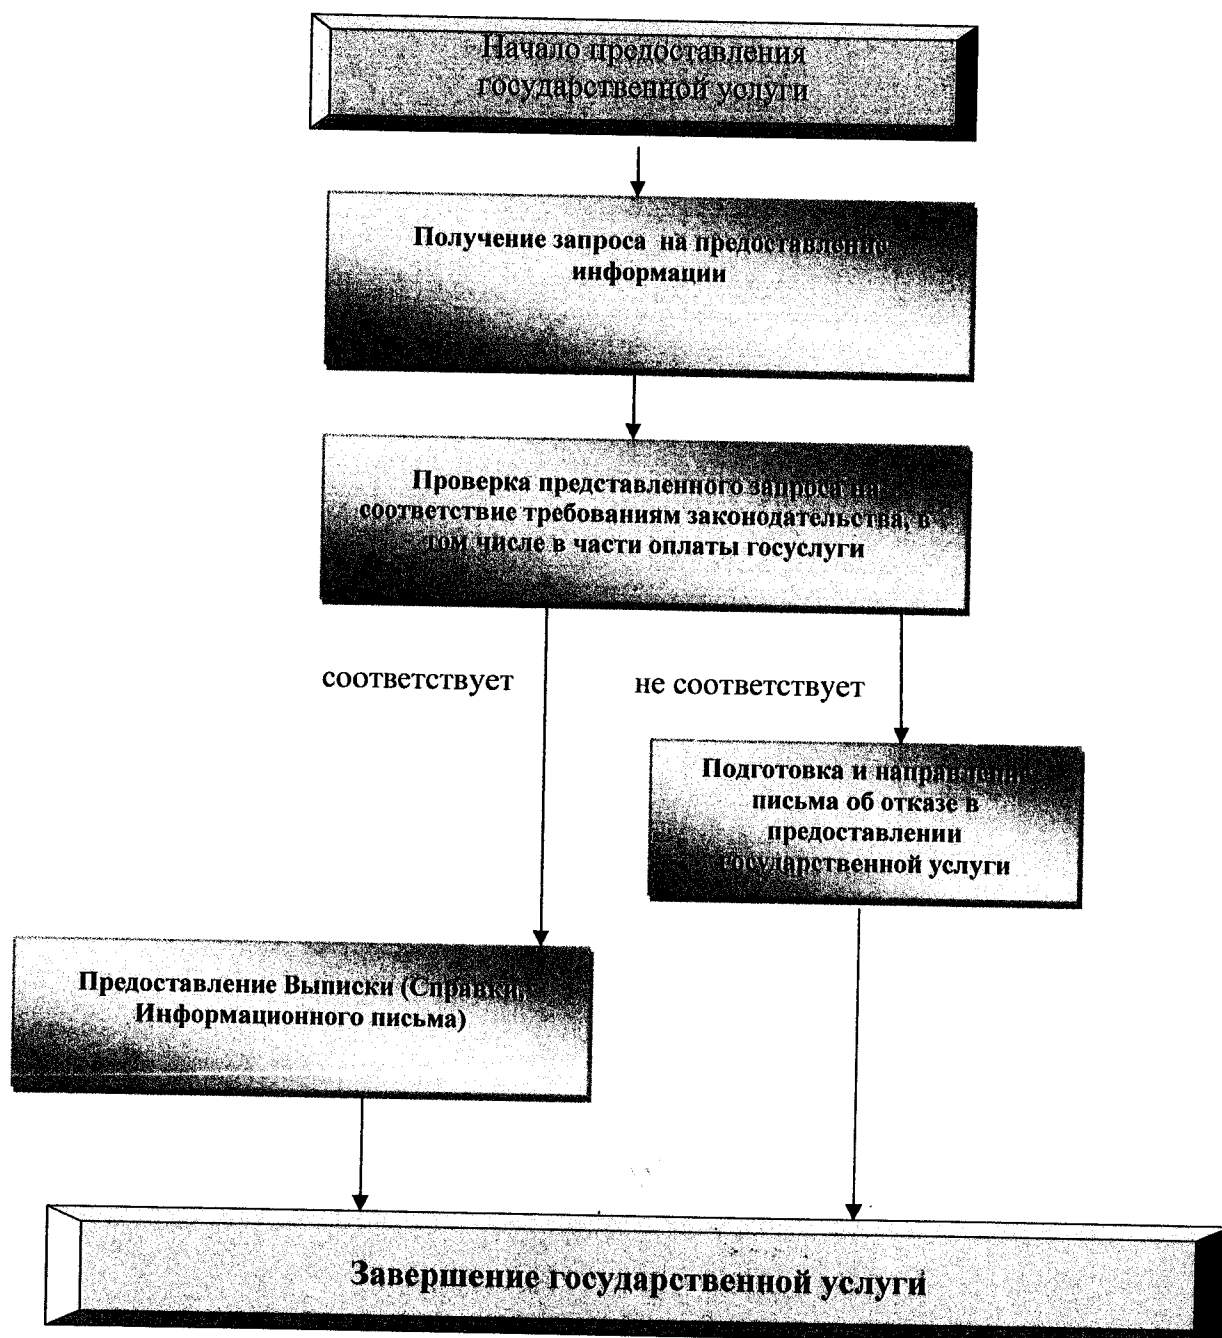 Начало предоставления
государственной услуги
Получение запроса на предоставление
информации
Проверка представленного запроса на
соответствие требованиям законодательства, в
том числе в части оплаты госуслуги
соответствует
не соответствует
Подготовка и направление
письма об отказе в
предоставлении
государственной услуги
Предоставление Выписки (Справки,
Информационного письма)
Завершение государственной услуги